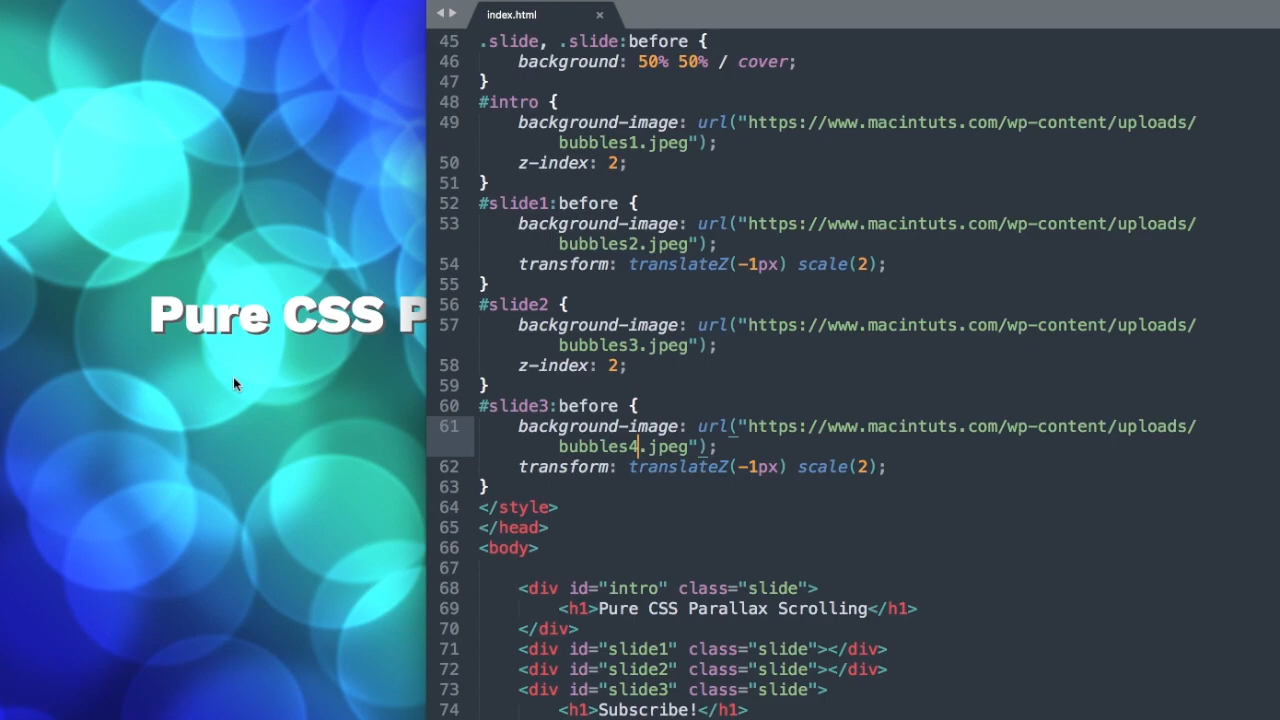 Pure CSS P
index.html ×
45 .slide, .slide:before {
46 background: 50% 50% / cover;
47 }
48 #intro {
49 background-image: url("https://www.macintuts.com/wp-content/uploads/
bubbles1.jpeg");
50 z-index: 2;
51 }
52 #slide1:before {
53 background-image: url("https://www.macintuts.com/wp-content/uploads/
bubbles2.jpeg");
54 transform: translateZ(-1px) scale(2);
55 }
56 #slide2 {
57 background-image: url("https://www.macintuts.com/wp-content/uploads/
bubbles3.jpeg");
58 z-index: 2;
59 }
60 #slide3:before {
61 background-image: url("https://www.macintuts.com/wp-content/uploads/
bubbles4.jpeg");
62 transform: translateZ(-1px) scale(2);
63 }
64 </style>
65 </head>
66 <body>
67
68 <div id="intro" class="slide">
69 <h1>Pure CSS Parallax Scrolling</h1>
70 </div>
71 <div id="slide1" class="slide"></div>
72 <div id="slide2" class="slide"></div>
73 <div id="slide3" class="slide">
74 <h1>Subscribe!</h1>